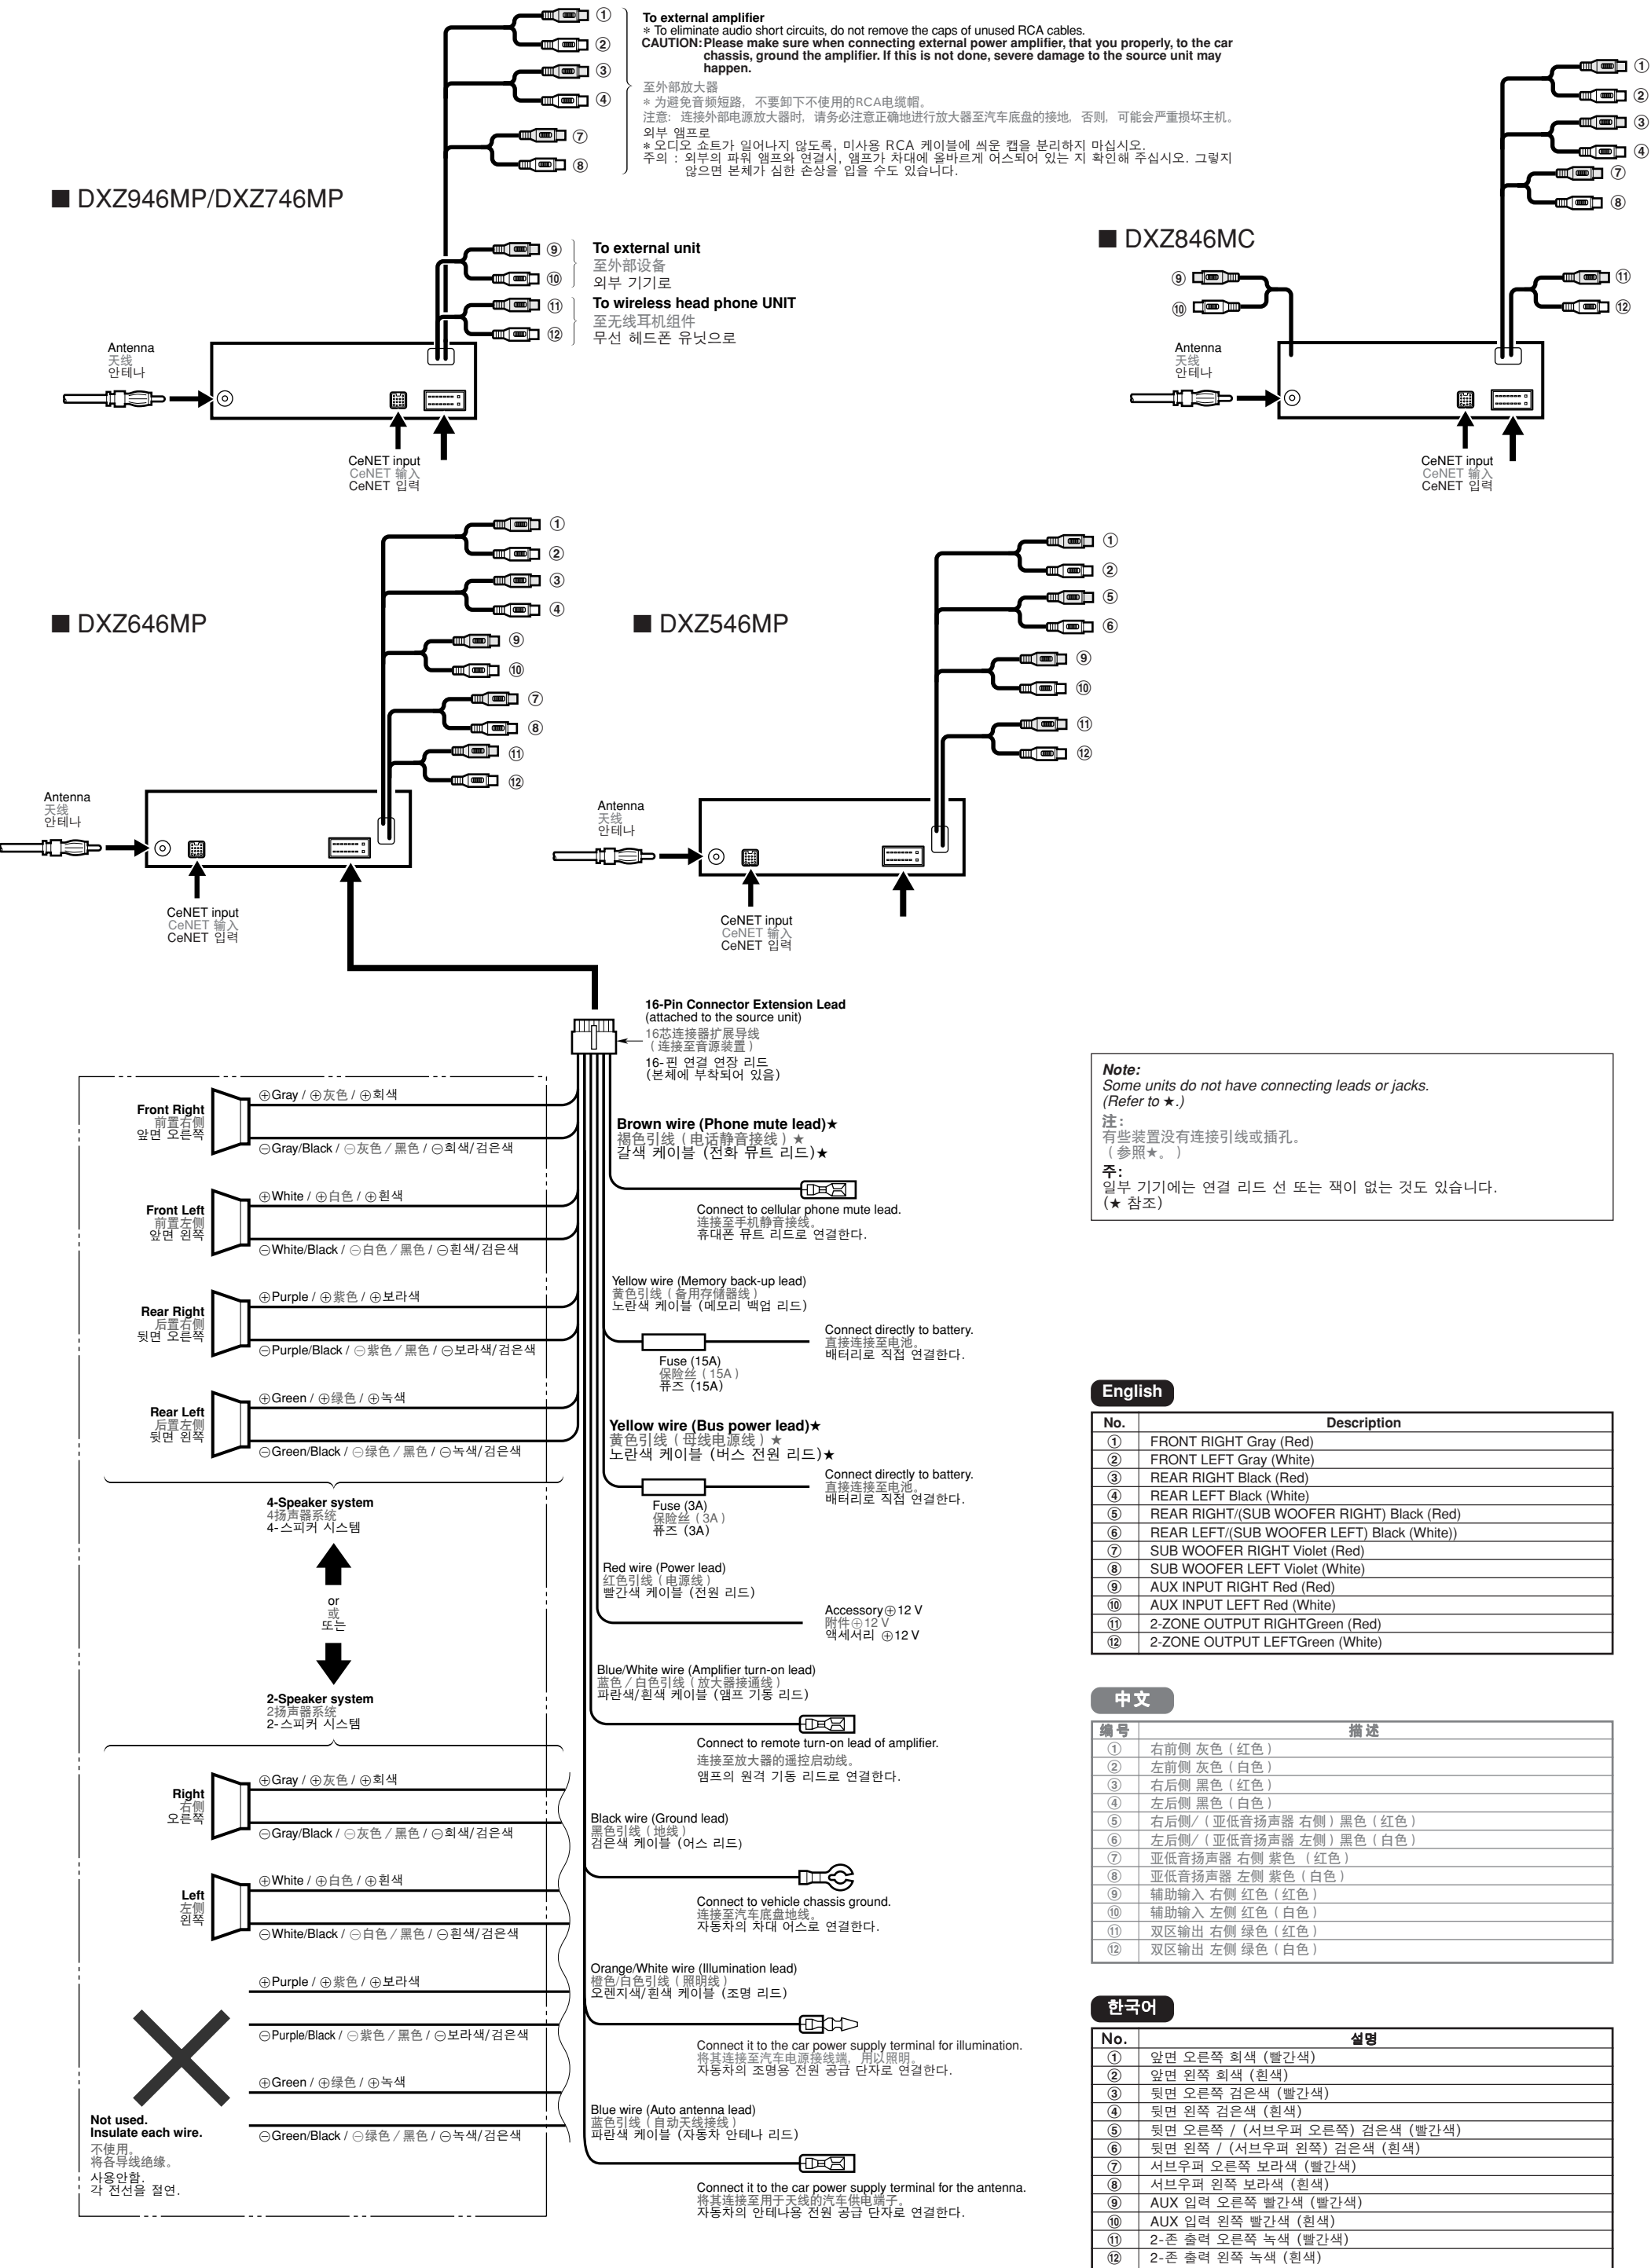 ①
②
③
④
⑦
⑧
To external amplifier
* To eliminate audio short circuits, do not remove the caps of unused RCA cables.
CAUTION: Please make sure when connecting external power amplifier, that you properly, to the car
chassis, ground the amplifier. If this is not done, severe damage to the source unit may
happen.
至外部放大器
* 为避免音频短路，不要卸下不使用的RCA电缆帽。
注意: 连接外部电源放大器时，请务必注意正确地进行放大器至汽车底盘的接地，否则，可能会严重损坏主机。
외부 앰프로
* 오디오 쇼트가 일어나지 않도록, 미사용 RCA 케이블에 씌운 캡을 분리하지 마십시오.
주의 : 외부의 파워 앰프와 연결시, 앰프가 차대에 올바르게 어스되어 있는 지 확인해 주십시오. 그렇지
않으면 본체가 심한 손상을 입을 수도 있습니다.
■ DXZ946MP/DXZ746MP
⑨
⑩
To external unit
至外部设备
외부 기기로
⑪
⑫
To wireless head phone UNIT
至无线耳机组件
무선 헤드폰 유닛으로
Antenna
天线
안테나
CeNET input
CeNET 输入
CeNET 입력
①
②
③
④
⑦
⑧
■ DXZ846MC
⑨
⑩
⑪
⑫
Antenna
天线
안테나
CeNET input
CeNET 输入
CeNET 입력
■ DXZ646MP
①
②
③
④
⑨
⑩
⑦
⑧
⑪
⑫
Antenna
天线
안테나
CeNET input
CeNET 输入
CeNET 입력
■ DXZ546MP
①
②
⑤
⑥
⑨
⑩
⑪
⑫
Antenna
天线
안테나
CeNET input
CeNET 输入
CeNET 입력
16-Pin Connector Extension Lead
(attached to the source unit)
16芯连接器扩展导线
(连接至音源装置)
16-핀 연결 연장 리드
(본체에 부착되어 있음)
Front Right
前置右侧
앞면 오른쪽
⊕Gray / ⊕灰色 / ⊕회색
⊖Gray/Black / ⊖灰色 / 黑色 / ⊖회색/검은색
Front Left
前置左侧
앞면 왼쪽
⊕White / ⊕白色 / ⊕흰색
⊖White/Black / ⊖白色 / 黑色 / ⊖흰색/검은색
Rear Right
后置右侧
뒷면 오른쪽
⊕Purple / ⊕紫色 / ⊕보라색
⊖Purple/Black / ⊖紫色 / 黑色 / ⊖보라색/검은색
Rear Left
后置左侧
뒷면 왼쪽
⊕Green / ⊕绿色 / ⊕녹색
⊖Green/Black / ⊖绿色 / 黑色 / ⊖녹색/검은색
4-Speaker system
4扬声器系统
4-스피커 시스템
or
或
또는
2-Speaker system
2扬声器系统
2-스피커 시스템
Right
右侧
오른쪽
⊕Gray / ⊕灰色 / ⊕회색
⊖Gray/Black / ⊖灰色 / 黑色 / ⊖회색/검은색
Left
左侧
왼쪽
⊕White / ⊕白色 / ⊕흰색
⊖White/Black / ⊖白色 / 黑色 / ⊖흰색/검은색
⊕Purple / ⊕紫色 / ⊕보라색
⊖Purple/Black / ⊖紫色 / 黑色 / ⊖보라색/검은색
⊕Green / ⊕绿色 / ⊕녹색
⊖Green/Black / ⊖绿色 / 黑色 / ⊖녹색/검은색
Not used.
Insulate each wire.
不使用。
将各导线绝缘。
사용안함.
각 전선을 절연.
Brown wire (Phone mute lead)★
褐色引线 (电话静音接线) ★
갈색 케이블 (전화 뮤트 리드)★
Connect to cellular phone mute lead.
连接至手机静音接线。
휴대폰 뮤트 리드로 연결한다.
Yellow wire (Memory back-up lead)
黄色引线 (备用存储器线)
노란색 케이블 (메모리 백업 리드)
Connect directly to battery.
直接连接至电池。
배터리로 직접 연결한다.
Fuse (15A)
保险丝 (15A)
퓨즈 (15A)
Yellow wire (Bus power lead)★
黄色引线 (母线电源线) ★
노란색 케이블 (버스 전원 리드)★
Connect directly to battery.
直接连接至电池。
배터리로 직접 연결한다.
Fuse (3A)
保险丝 (3A)
퓨즈 (3A)
Red wire (Power lead)
红色引线 (电源线)
빨간색 케이블 (전원 리드)
Accessory⊕12 V
附件⊕12 V
액세서리 ⊕12 V
Blue/White wire (Amplifier turn-on lead)
蓝色 / 白色引线 (放大器接通线)
파란색/흰색 케이블 (앰프 기동 리드)
Connect to remote turn-on lead of amplifier.
连接至放大器的遥控启动线。
앰프의 원격 기동 리드로 연결한다.
Black wire (Ground lead)
黑色引线 (地线)
검은색 케이블 (어스 리드)
Connect to vehicle chassis ground.
连接至汽车底盘地线。
자동차의 차대 어스로 연결한다.
Orange/White wire (Illumination lead)
橙色/白色引线 (照明线)
오렌지색/흰색 케이블 (조명 리드)
Connect it to the car power supply terminal for illumination.
将其连接至汽车电源接线端，用以照明。
자동차의 조명용 전원 공급 단자로 연결한다.
Blue wire (Auto antenna lead)
蓝色引线 (自动天线接线)
파란색 케이블 (자동차 안테나 리드)
Connect it to the car power supply terminal for the antenna.
将其连接至用于天线的汽车供电端子。
자동차의 안테나용 전원 공급 단자로 연결한다.
Note:
Some units do not have connecting leads or jacks.
(Refer to ★.)
注:
有些装置没有连接引线或插孔。
(参照★。)
주:
일부 기기에는 연결 리드 선 또는 잭이 없는 것도 있습니다.
(★ 참조)
English
No. Description
① FRONT RIGHT Gray (Red)
② FRONT LEFT Gray (White)
③ REAR RIGHT Black (Red)
④ REAR LEFT Black (White)
⑤ REAR RIGHT/(SUB WOOFER RIGHT) Black (Red)
⑥ REAR LEFT/(SUB WOOFER LEFT) Black (White))
⑦ SUB WOOFER RIGHT Violet (Red)
⑧ SUB WOOFER LEFT Violet (White)
⑨ AUX INPUT RIGHT Red (Red)
⑩ AUX INPUT LEFT Red (White)
⑪ 2-ZONE OUTPUT RIGHTGreen (Red)
⑫ 2-ZONE OUTPUT LEFTGreen (White)
中文
编号 描述
① 右前侧 灰色 (红色)
② 左前侧 灰色 (白色)
③ 右后侧 黑色 (红色)
④ 左后侧 黑色 (白色)
⑤ 右后侧/ (亚低音扬声器 右侧) 黑色 (红色)
⑥ 左后侧/ (亚低音扬声器 左侧) 黑色 (白色)
⑦ 亚低音扬声器 右侧 紫色 (红色)
⑧ 亚低音扬声器 左侧 紫色 (白色)
⑨ 辅助输入 右侧 红色 (红色)
⑩ 辅助输入 左侧 红色 (白色)
⑪ 双区输出 右侧 绿色 (红色)
⑫ 双区输出 左侧 绿色 (白色)
한국어
No. 설명
① 앞면 오른쪽 회색 (빨간색)
② 앞면 왼쪽 회색 (흰색)
③ 뒷면 오른쪽 검은색 (빨간색)
④ 뒷면 왼쪽 검은색 (흰색)
⑤ 뒷면 오른쪽 / (서브우퍼 오른쪽) 검은색 (빨간색)
⑥ 뒷면 왼쪽 / (서브우퍼 왼쪽) 검은색 (흰색)
⑦ 서브우퍼 오른쪽 보라색 (빨간색)
⑧ 서브우퍼 왼쪽 보라색 (흰색)
⑨ AUX 입력 오른쪽 빨간색 (빨간색)
⑩ AUX 입력 왼쪽 빨간색 (흰색)
⑪ 2-존 출력 오른쪽 녹색 (빨간색)
⑫ 2-존 출력 왼쪽 녹색 (흰색)